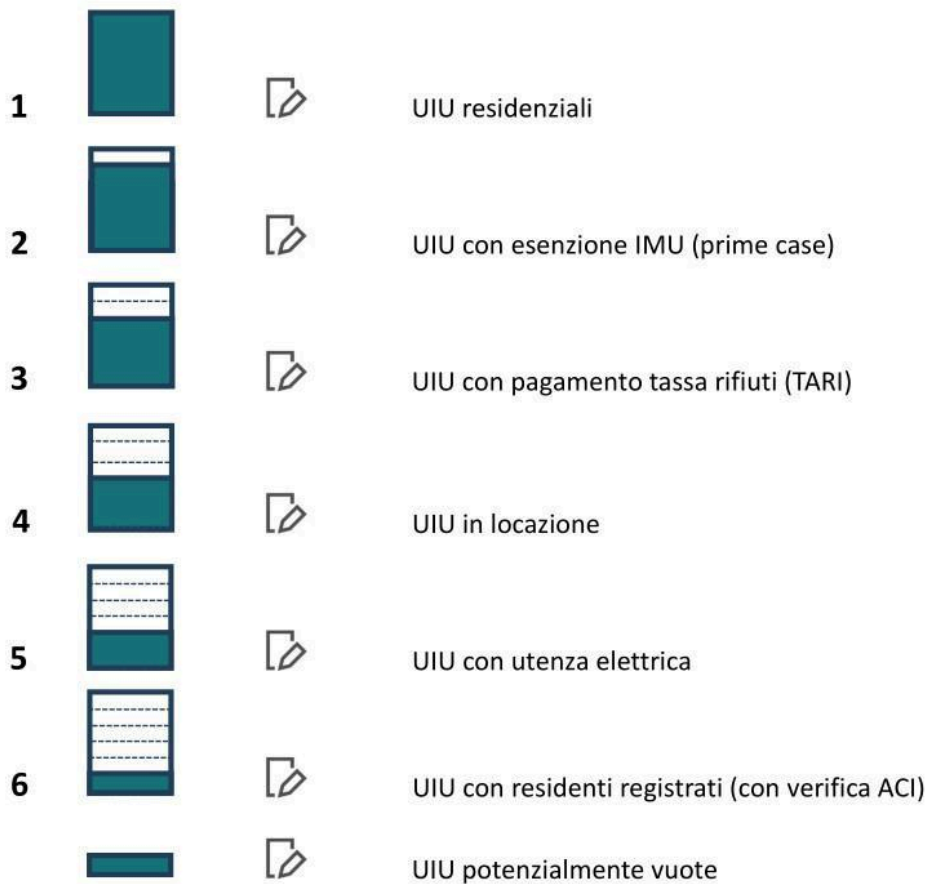 1 UIU residenziali
2 UIU con esenzione IMU (prime case)
3 UIU con pagamento tassa rifiuti (TARI)
4 UIU in locazione
5 UIU con utenza elettrica
6 UIU con residenti registrati (con verifica ACI)
UIU potenzialmente vuote